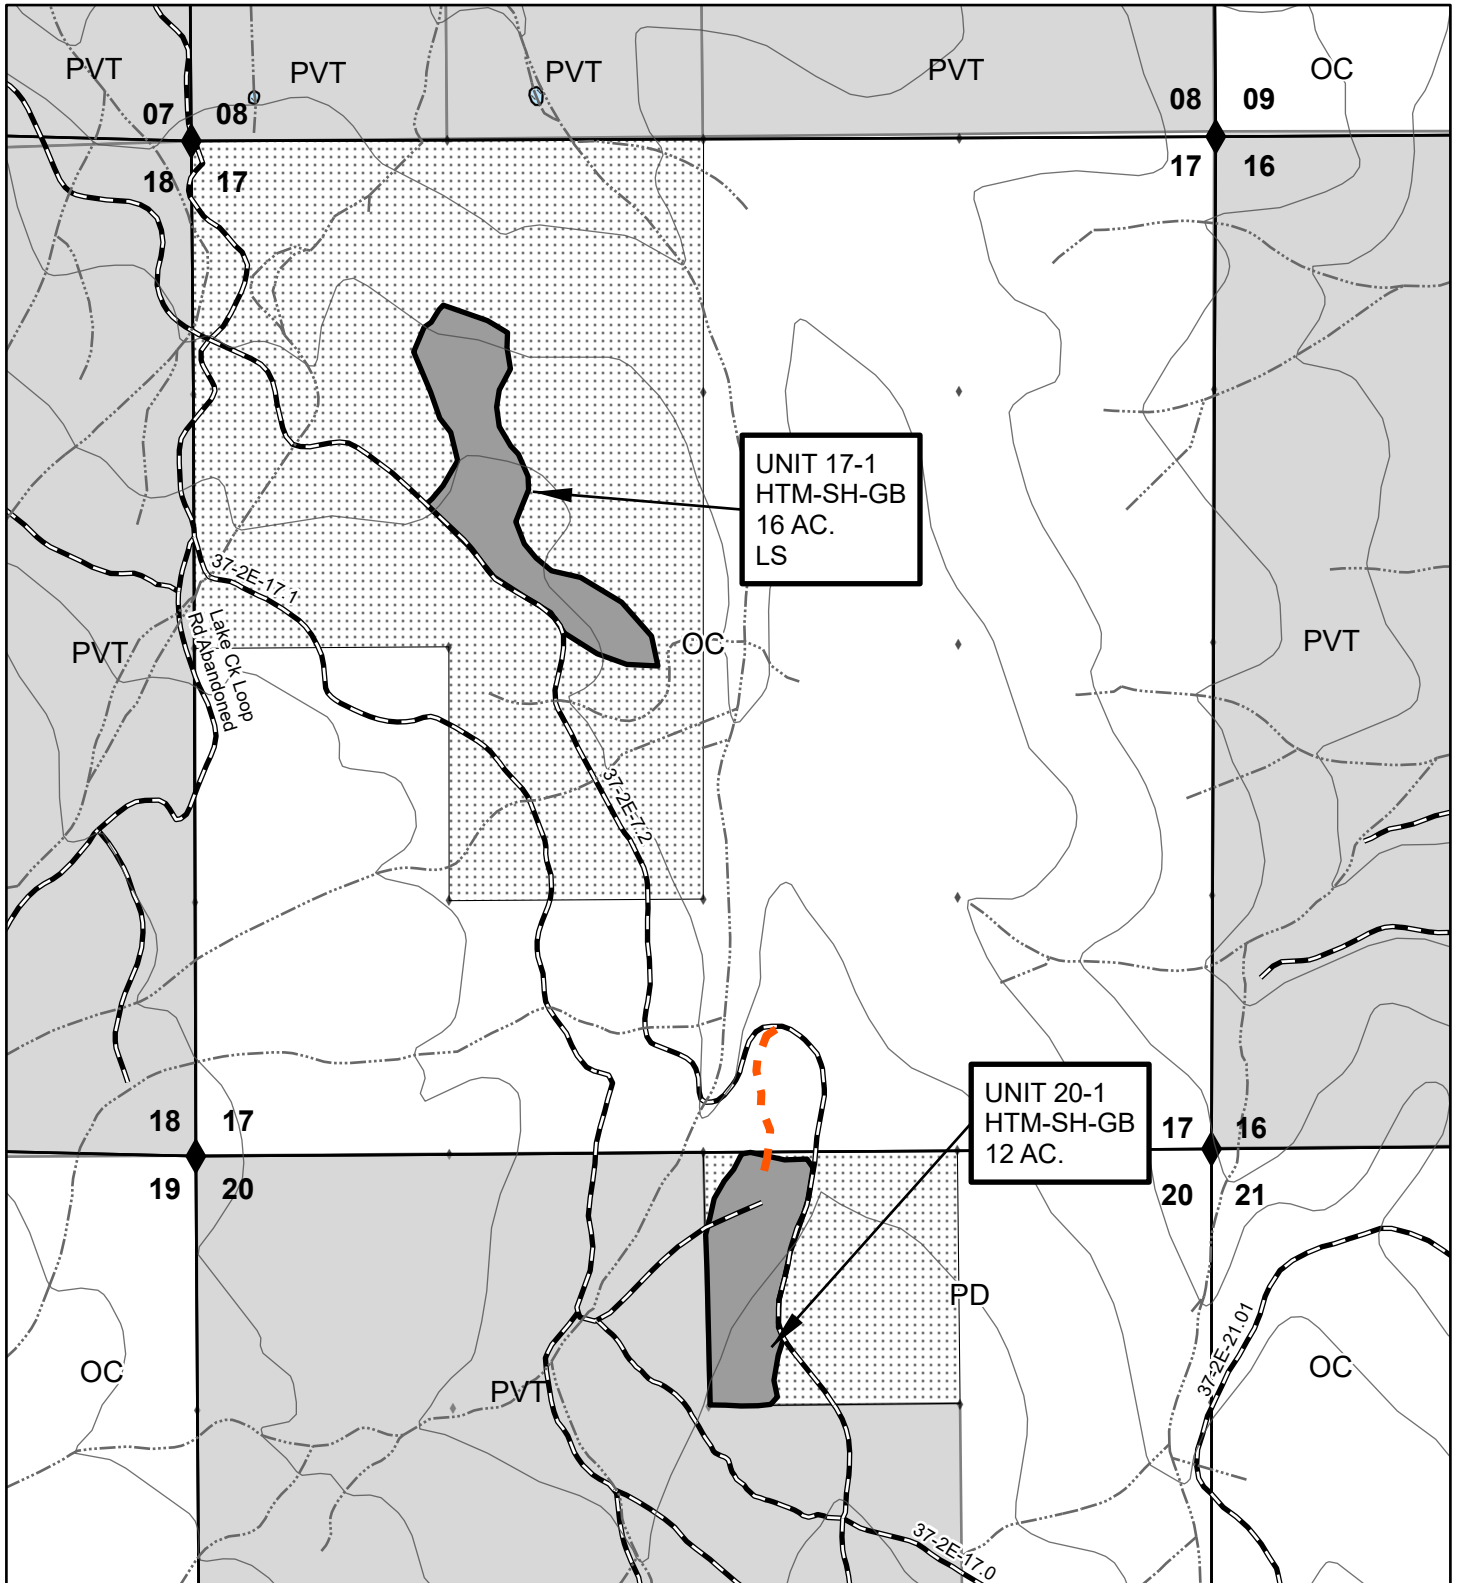 PVT
PVT
PVT
PVT
OC
07
08
08
09
18
17
17
16
UNIT 17-1
HTM-SH-GB
16 AC.
LS
37-2E-17.1
Lake Ck Loop
Rd Abandoned
PVT
OC
PVT
37-2E-7.2
UNIT 20-1
HTM-SH-GB
12 AC.
18
17
17
16
19
20
20
21
PD
OC
PVT
37-2E-21.01
OC
37-2E-17.0